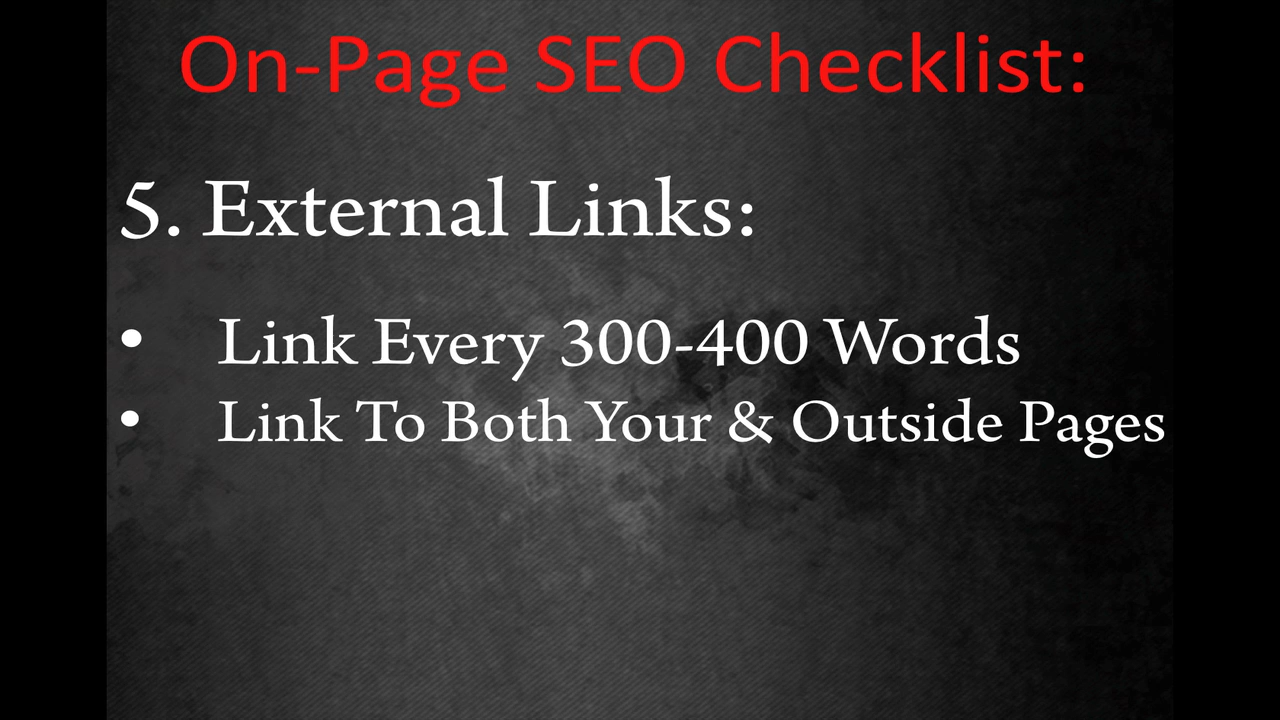 On-Page SEO Checklist:
5. External Links:
• Link Every 300-400 Words
• Link To Both Your & Outside Pages